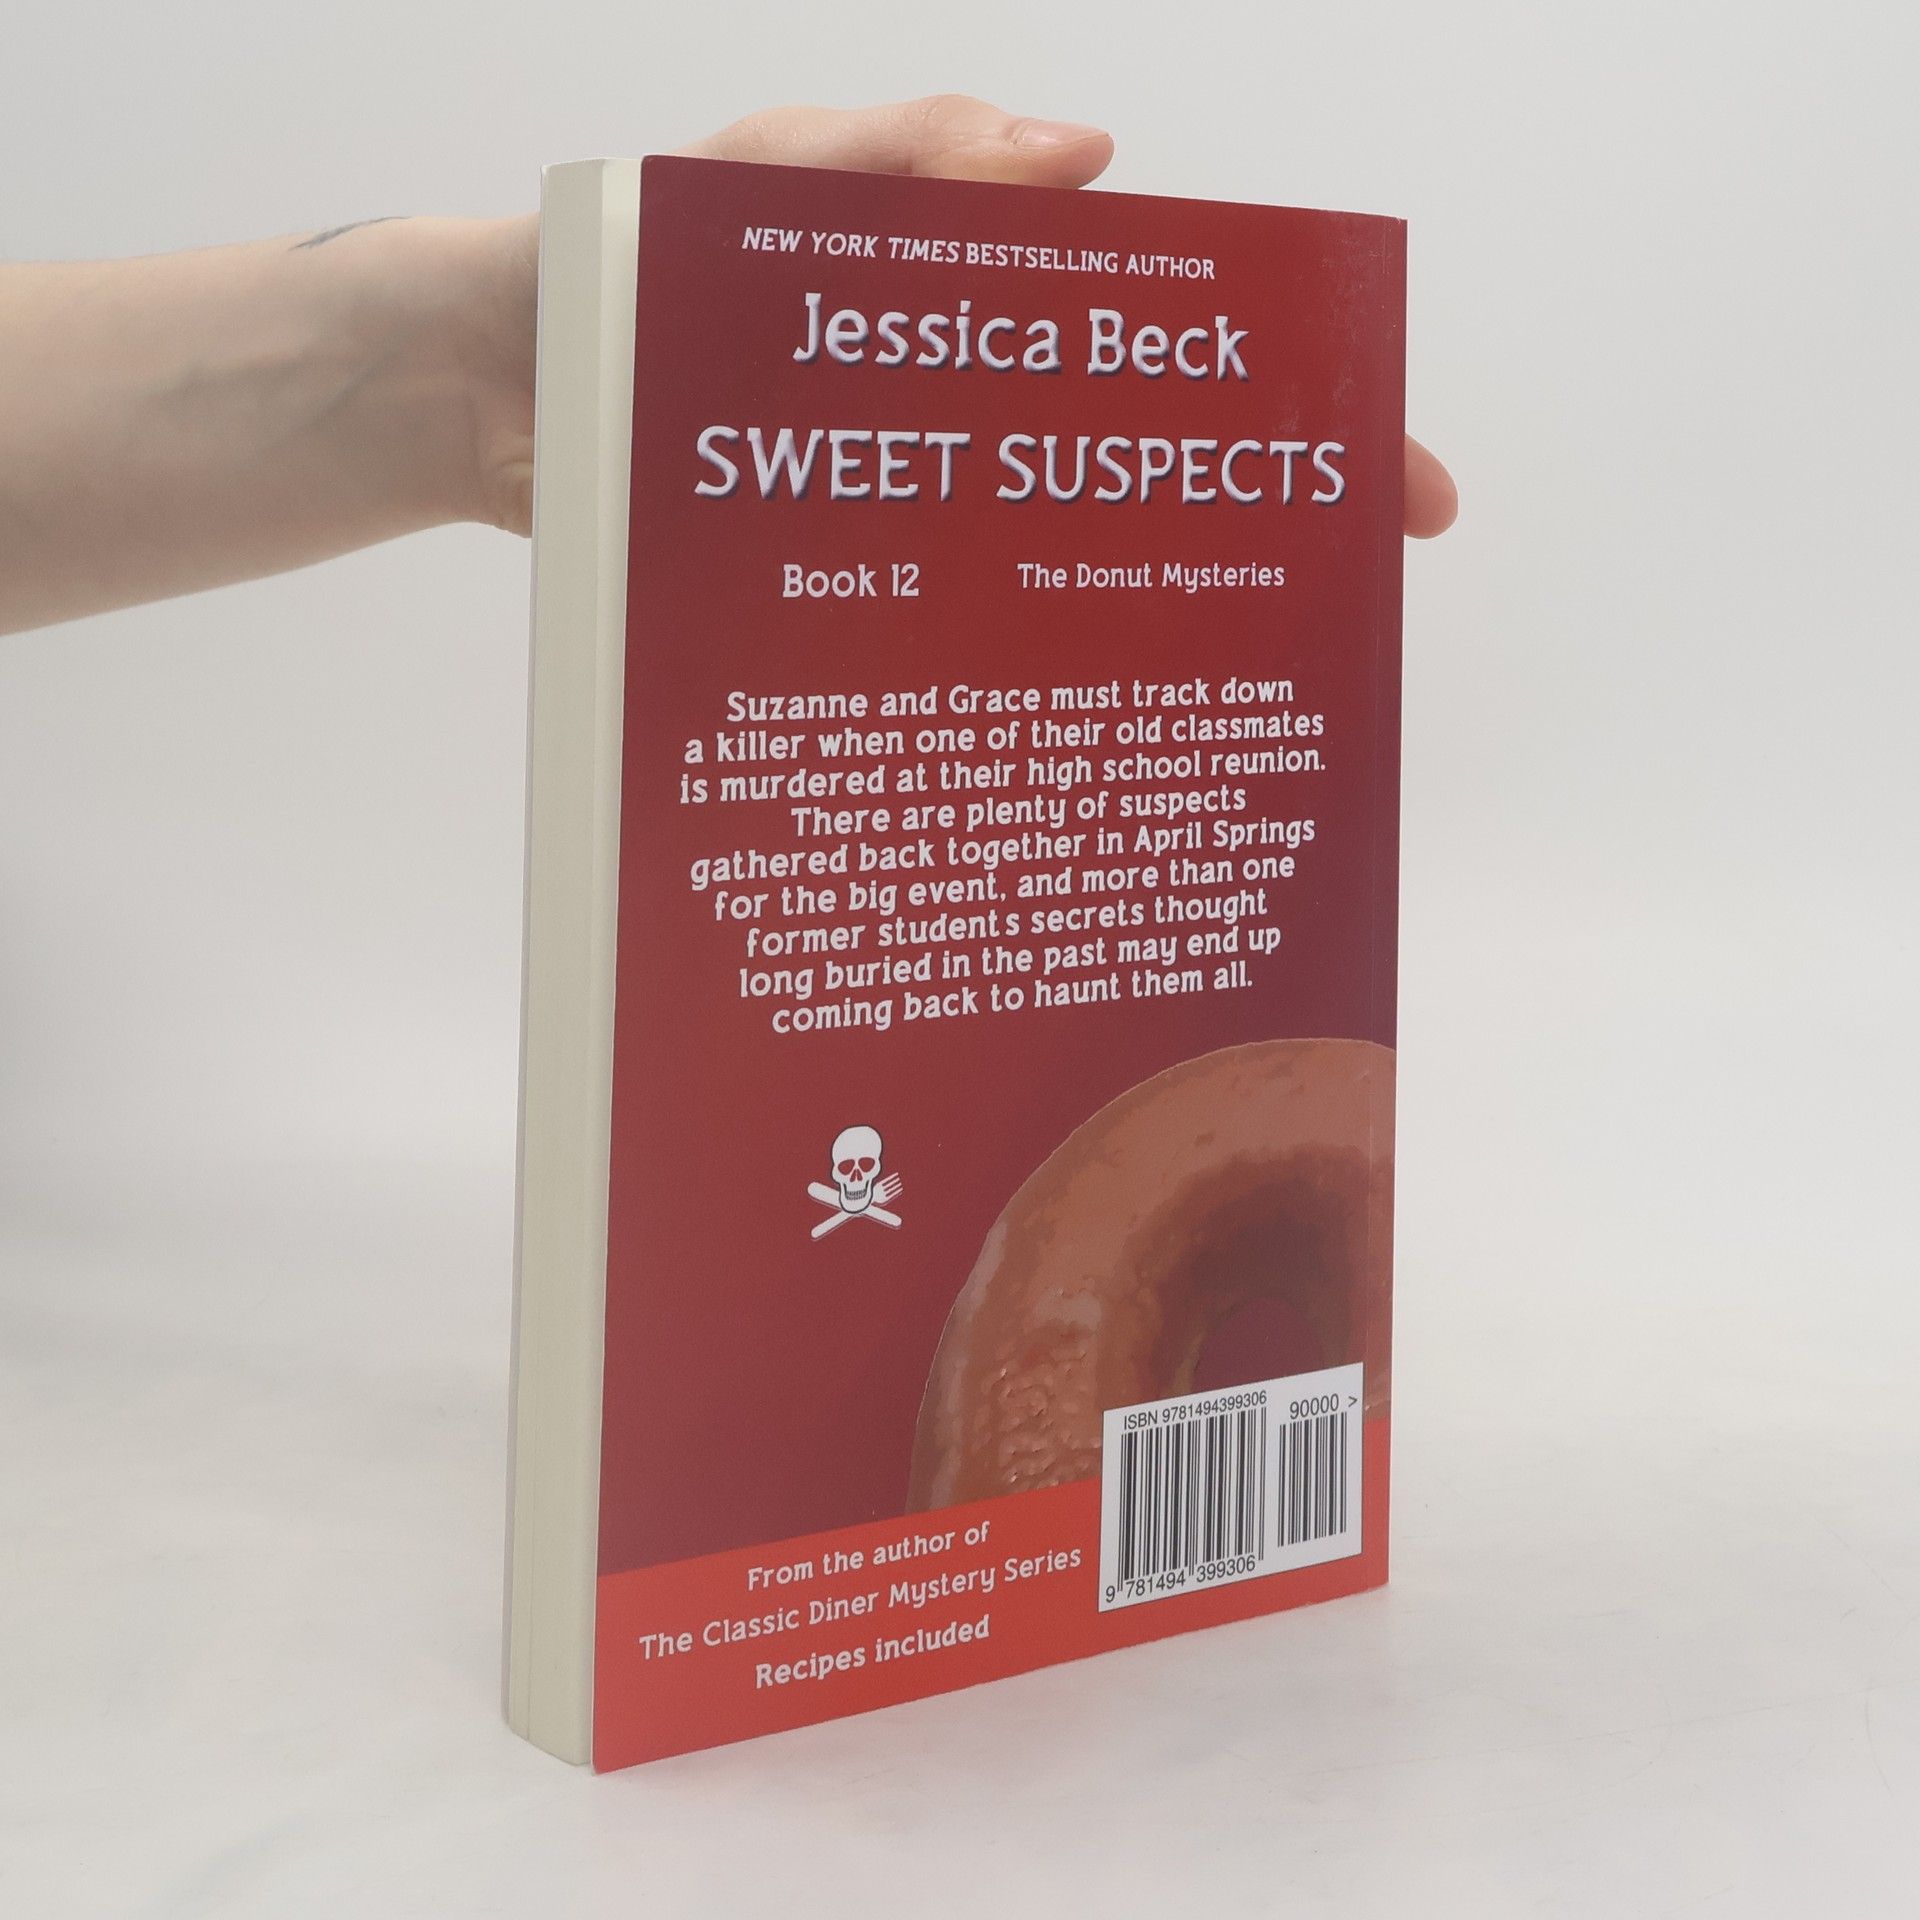 NEW YORK TIMES BESTSELLING AUTHOR
Jessica Beck
SWEET SUSPECTS
Book 12 The Donut Mysteries
Suzanne and Grace must track down
a killer when one of their old classmates
is murdered at their high school reunion.
There are plenty of suspects
gathered back together in April Springs
for the big event, and more than one
former students secrets thought
long buried in the past may end up
coming back to haunt them all.
ISBN 9781494399306
90000 >
9 781494 399306
From the author of
The Classic Diner Mystery Series
Recipes included